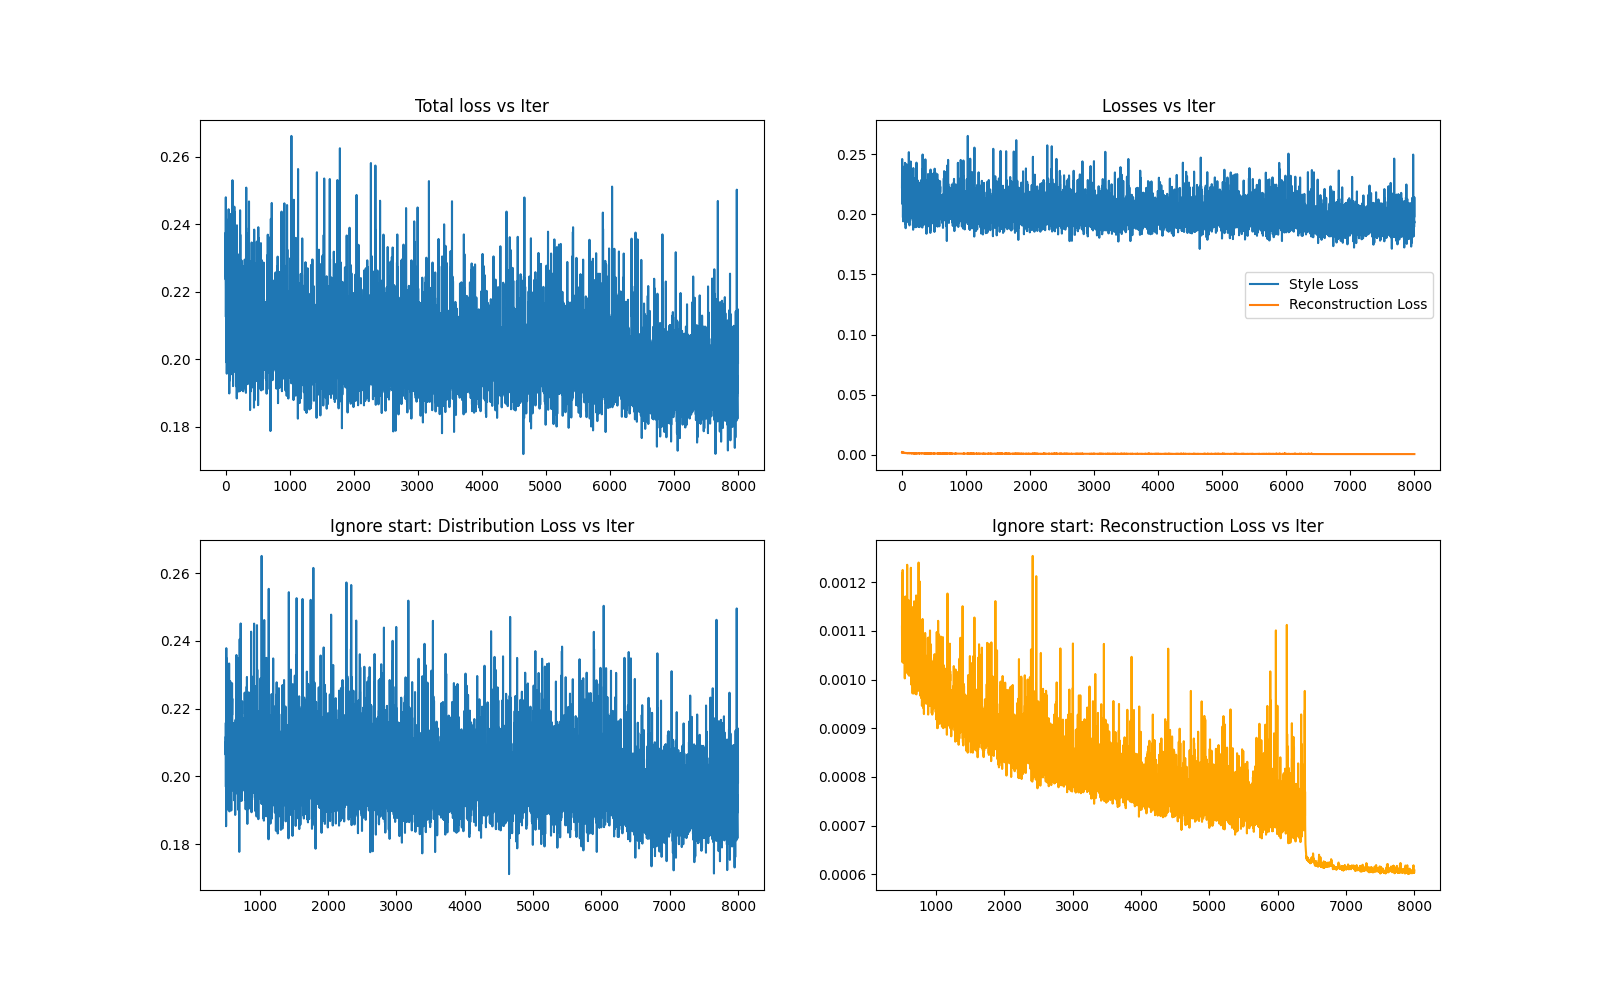 Total loss vs Iter
0.26
0.24
0.22
0.20
0.18
0 1000 2000 3000 4000 5000 6000 7000 8000
Losses vs Iter
0.25
0.20
0.15
0.10
0.05
0.00
Style Loss
Reconstruction Loss
0 1000 2000 3000 4000 5000 6000 7000 8000
Ignore start: Distribution Loss vs Iter
0.26
0.24
0.22
0.20
0.18
1000 2000 3000 4000 5000 6000 7000 8000
Ignore start: Reconstruction Loss vs Iter
0.0012
0.0011
0.0010
0.0009
0.0008
0.0007
0.0006
1000 2000 3000 4000 5000 6000 7000 8000